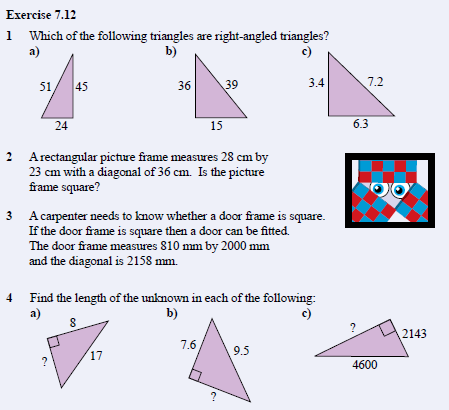 Exercise 7.12
1 Which of the following triangles are right-angled triangles?
a) b) c)
51 45 36 39 3.4 7.2
24 15 6.3
2 A rectangular picture frame measures 28 cm by
23 cm with a diagonal of 36 cm. Is the picture
frame square?
3 A carpenter needs to know whether a door frame is square.
If the door frame is square then a door can be fitted.
The door frame measures 810 mm by 2000 mm
and the diagonal is 2158 mm.
4 Find the length of the unknown in each of the following:
a) b) c)
8 ? 2143
7.6 9.5
? 17 4600
?